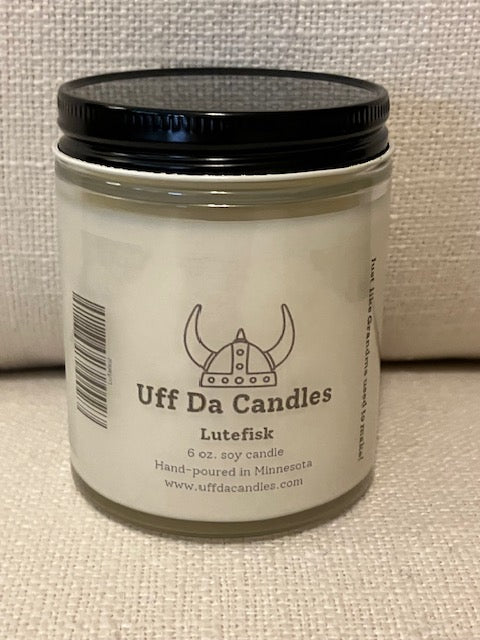 Uff Da Candles
Lutefisk
6 oz. soy candle
Hand-poured in Minnesota
www.uffdacandles.com
Just like Grandma used to make!